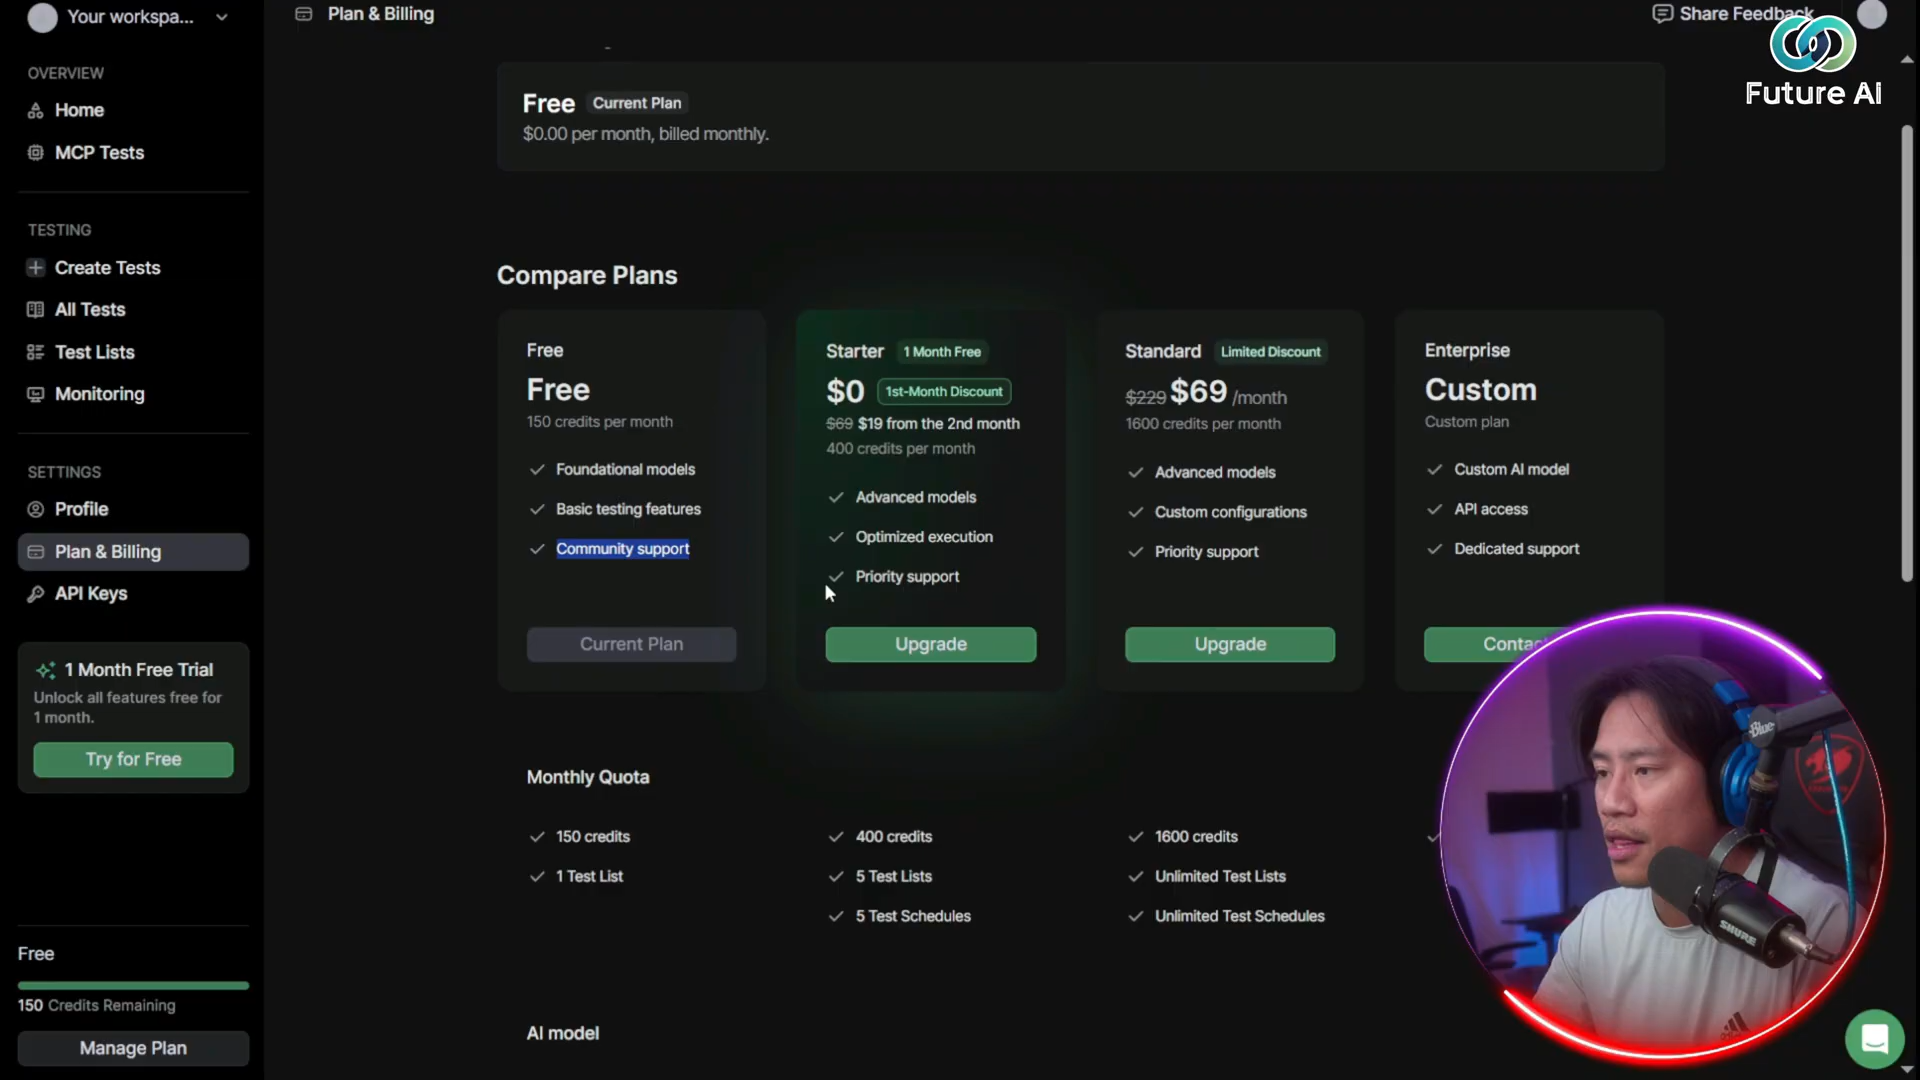 Your workspa...
Plan & Billing
Share Feedback
Future AI
OVERVIEW
Home
MCP Tests
TESTING
Create Tests
All Tests
Test Lists
Monitoring
SETTINGS
Profile
Plan & Billing
API Keys
1 Month Free Trial
Unlock all features free for
1 month.
Try for Free
Free
150 Credits Remaining
Manage Plan
Free Current Plan
$0.00 per month, billed monthly.
Compare Plans
Free
Free
150 credits per month
Foundational models
Basic testing features
Community support
Current Plan
Starter 1 Month Free
$0 1st-Month Discount
$69 $19 from the 2nd month
400 credits per month
Advanced models
Optimized execution
Priority support
Upgrade
Standard Limited Discount
$229 $69 /month
1600 credits per month
Advanced models
Custom configurations
Priority support
Upgrade
Enterprise
Custom
Custom plan
Custom AI model
API access
Dedicated support
Contac
Monthly Quota
150 credits
1 Test List
400 credits
5 Test Lists
5 Test Schedules
1600 credits
Unlimited Test Lists
Unlimited Test Schedules
AI model
Blue
SHURE